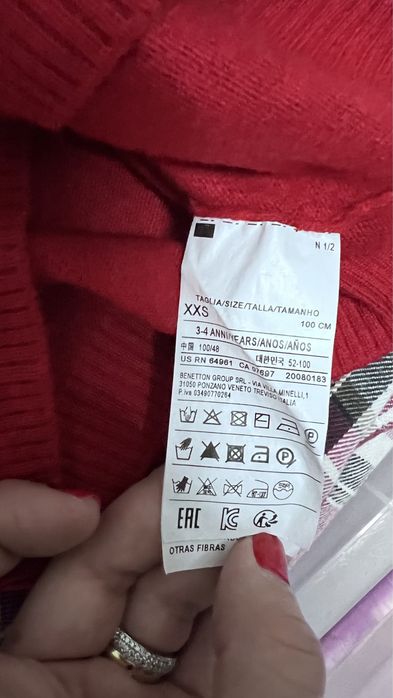 N 1/2
TAGLIA/SIZE/TALLA/TAMANHO
XXS 100 CM
3-4 ANNI/YEARS/ANOS/AÑOS
中国 100/48 대한민국 52-100
US RN 64961 CA 97697 20080183
BENETTON GROUP SRL - VIA VILLA MINELLI,1
31050 PONZANO VENETO TREVISO ITALIA
P.iva 03490770264
P
P
EAC
OTRAS FIBRAS